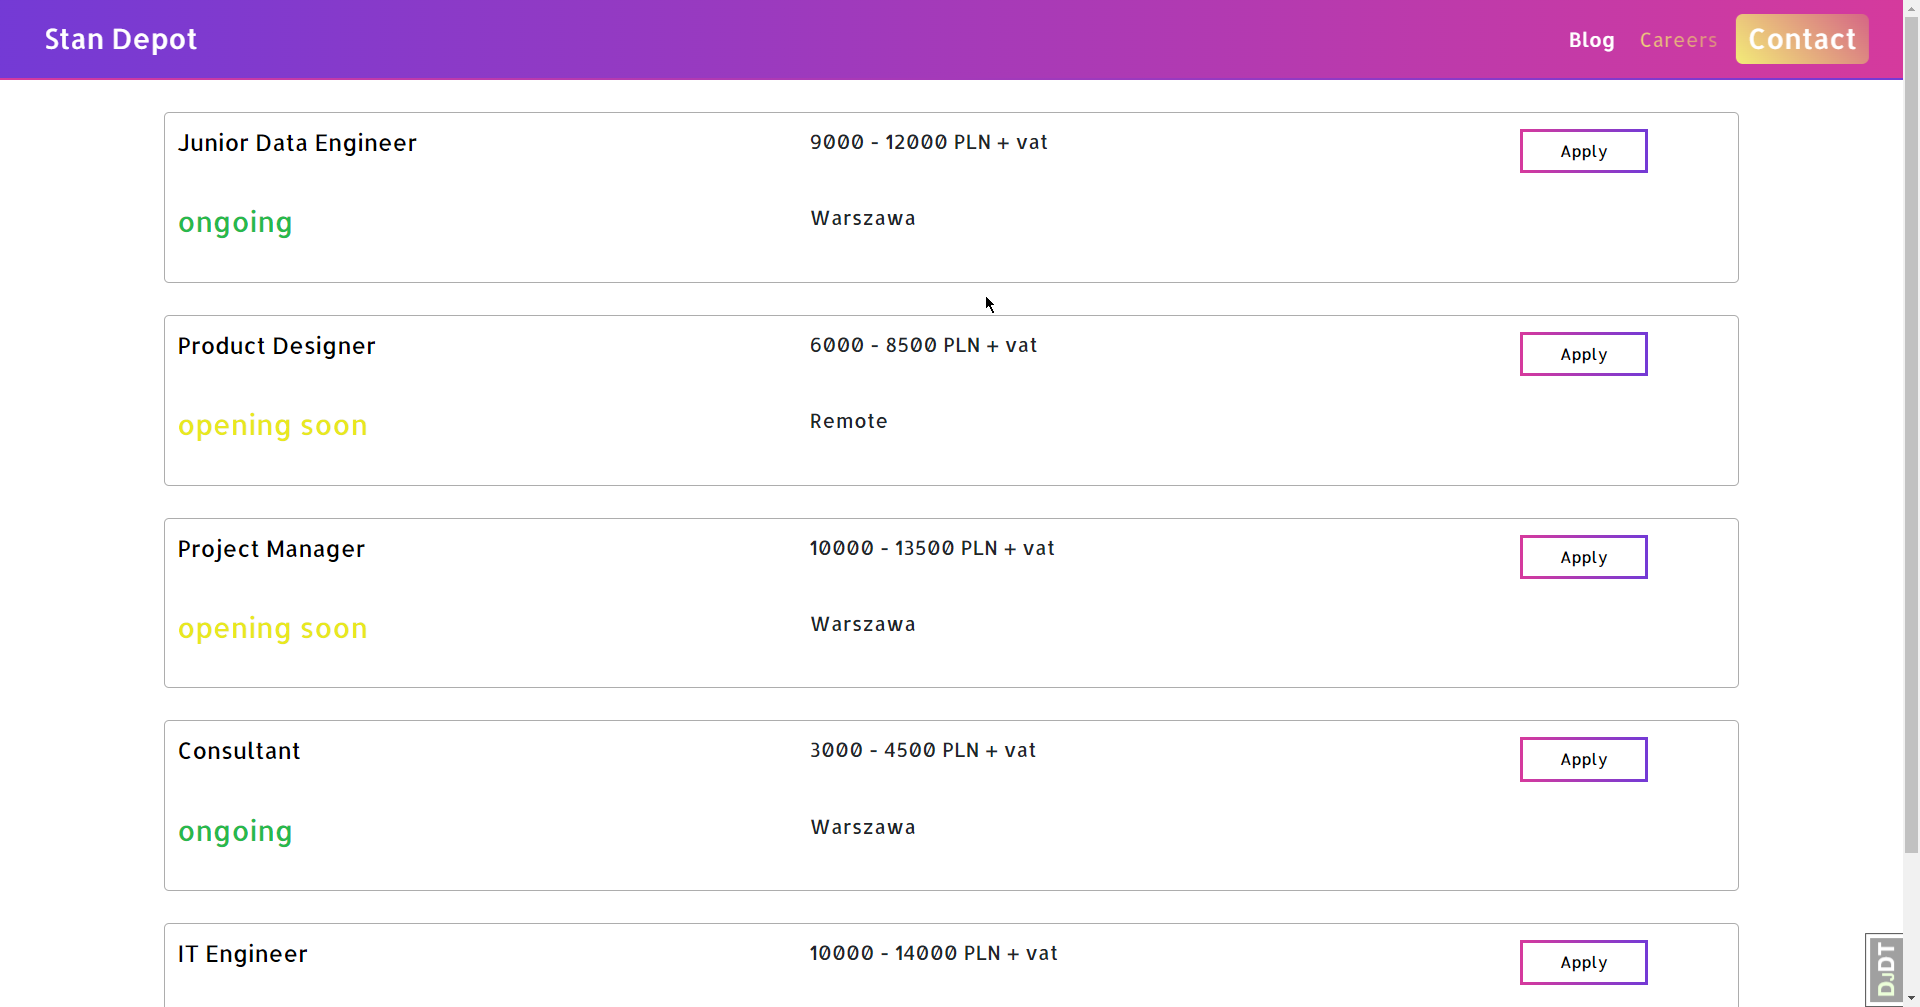 Stan Depot
Blog Careers Contact
Junior Data Engineer 9000 - 12000 PLN + vat Apply
ongoing Warszawa
Product Designer 6000 - 8500 PLN + vat Apply
opening soon Remote
Project Manager 10000 - 13500 PLN + vat Apply
opening soon Warszawa
Consultant 3000 - 4500 PLN + vat Apply
ongoing Warszawa
IT Engineer 10000 - 14000 PLN + vat Apply
DJDT